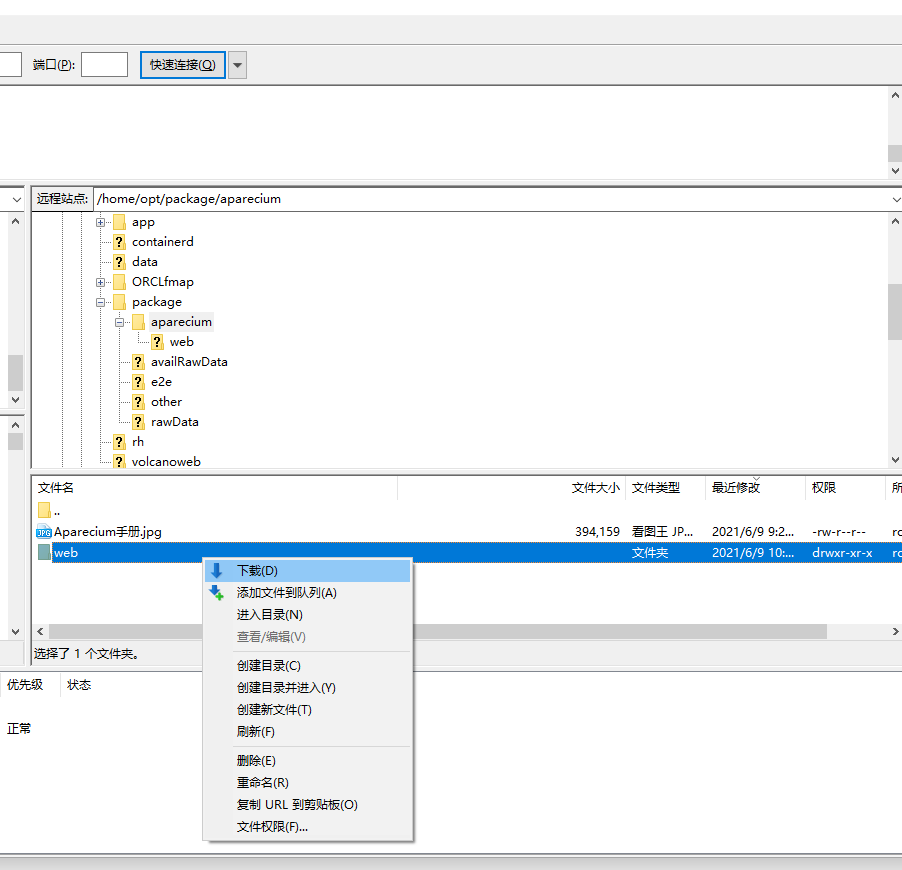 端口(P): 快速连接(Q)
远程站点: /home/opt/package/aparecium
app
? containerd
? data
ORCLfmap
package
aparecium
? web
? availRawData
? e2e
? other
? rawData
? rh
? volcanoweb
文件名 文件大小 文件类型 最近修改 权限 所
..
JPG Aparecium手册.jpg 394,159 看图王 JP... 2021/6/9 9:2... -rw-r--r-- ro
web 文件夹 2021/6/9 10:... drwxr-xr-x ro
下载(D)
添加文件到队列(A)
进入目录(N)
查看/编辑(V)
创建目录(C)
创建目录并进入(Y)
创建新文件(T)
刷新(F)
删除(E)
重命名(R)
复制 URL 到剪贴板(O)
文件权限(F)...
选择了 1 个文件夹。
优先级 状态
正常